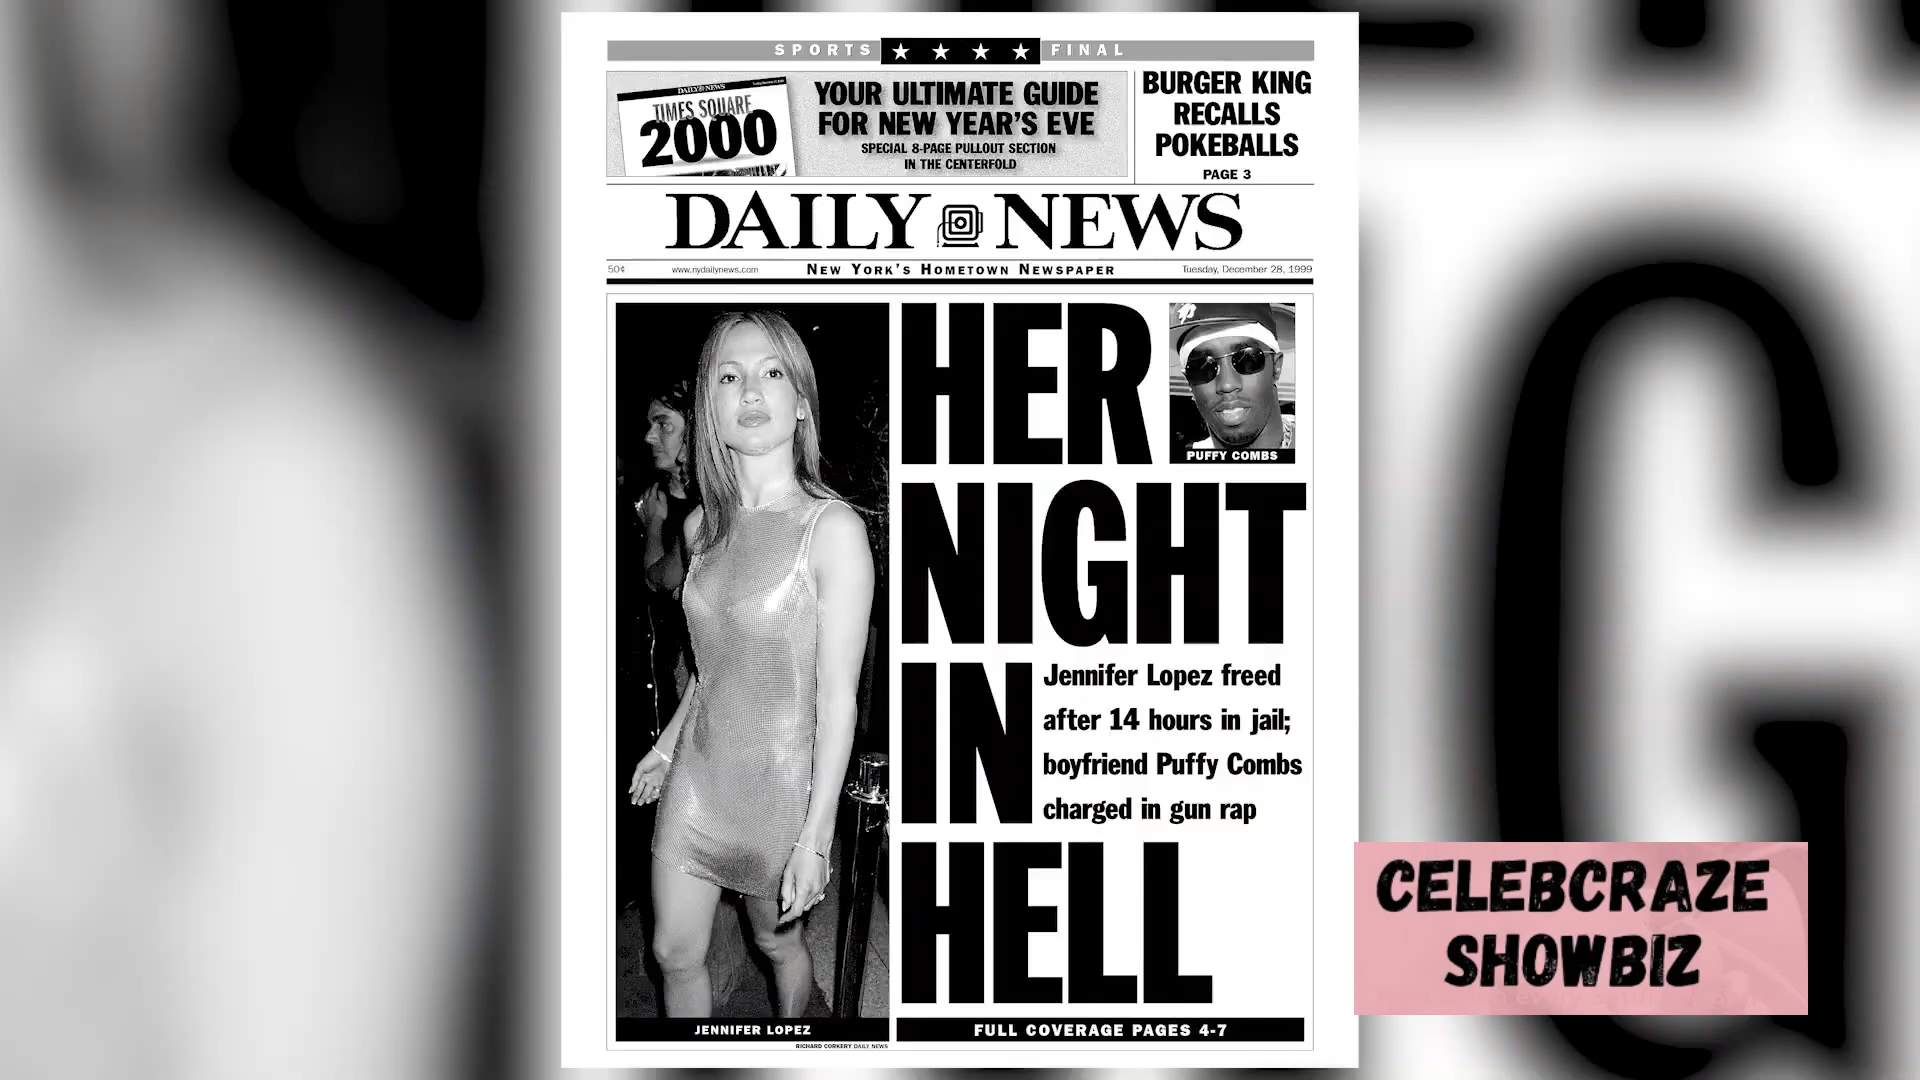 SPORTS ★ ★ ★ ★ FINAL
DAILY NEWS
TIMES SQUARE
2000
YOUR ULTIMATE GUIDE
FOR NEW YEAR'S EVE
SPECIAL 8-PAGE PULLOUT SECTION
IN THE CENTERFOLD
BURGER KING
RECALLS
POKEBALLS
PAGE 3
DAILY NEWS
50¢ www.nydailynews.com NEW YORK'S HOMETOWN NEWSPAPER Tuesday, December 28, 1999
HER
PUFFY COMBS
NIGHT
IN
Jennifer Lopez freed
after 14 hours in jail;
boyfriend Puffy Combs
charged in gun rap
HELL
JENNIFER LOPEZ
RICHARD CORKERY DAILY NEWS
FULL COVERAGE PAGES 4-7
CELEBCRAZE
SHOWBIZ